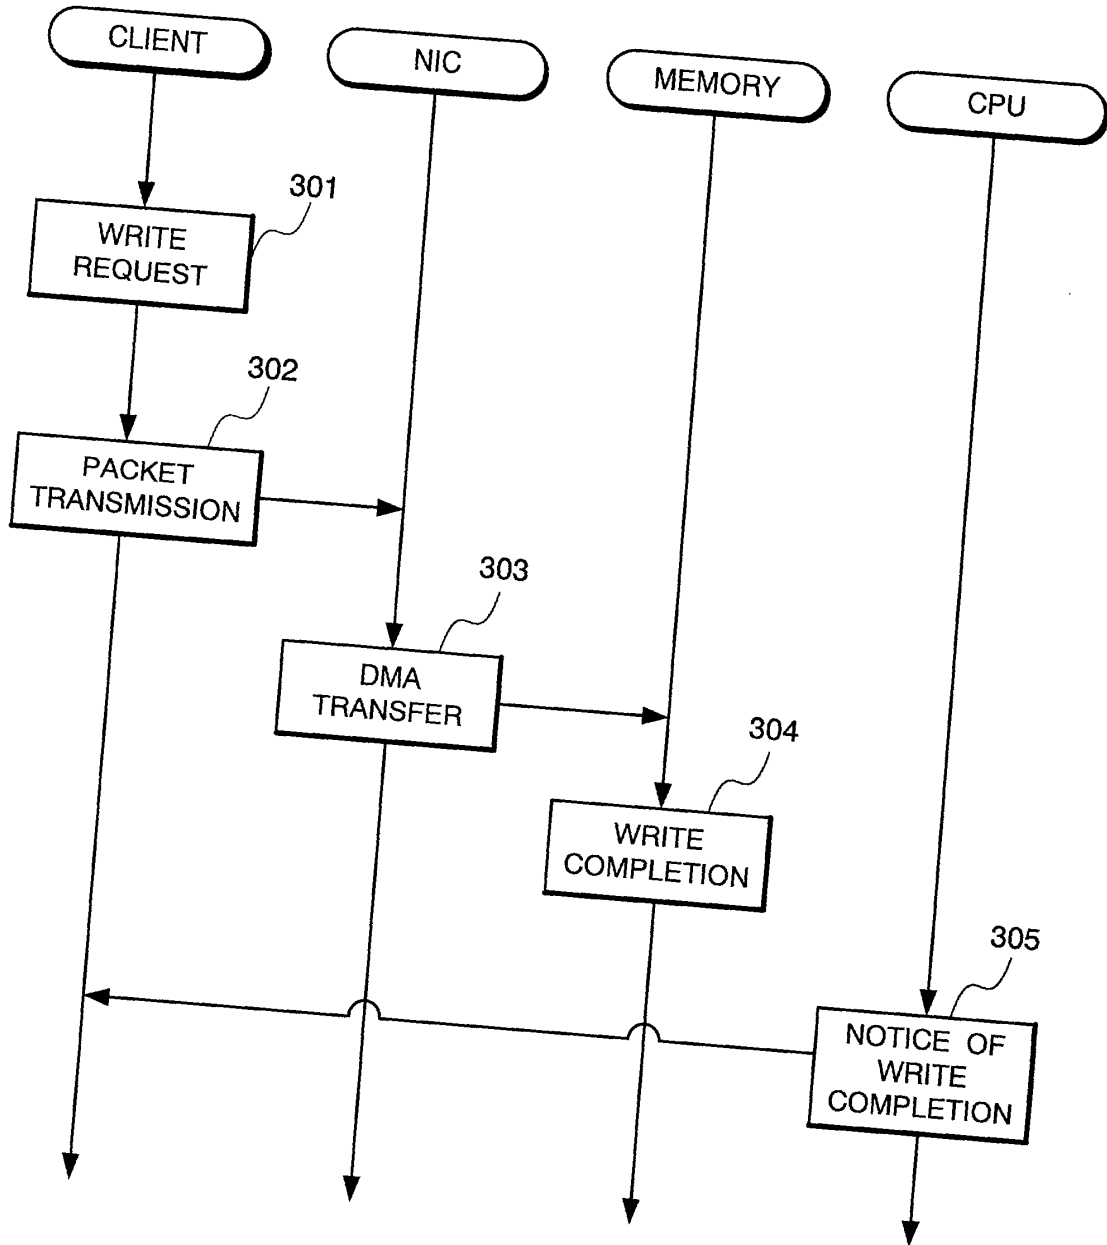 CLIENT
NIC
MEMORY
CPU
301
WRITE
REQUEST
302
PACKET
TRANSMISSION
303
DMA
TRANSFER
304
WRITE
COMPLETION
305
NOTICE OF
WRITE
COMPLETION